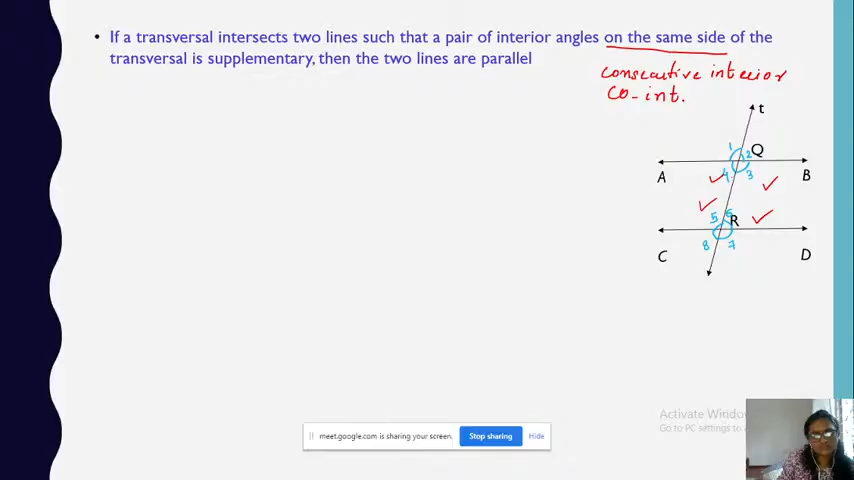 • If a transversal intersects two lines such that a pair of interior angles on the same side of the
transversal is supplementary, then the two lines are parallel
consecutive interior
co-int.
t
1 2 Q
A 4 3 B
5 6 R
8 7
C D
Activate Windo
Go to PC settings to
meet.google.com is sharing your screen.
Stop sharing
Hide